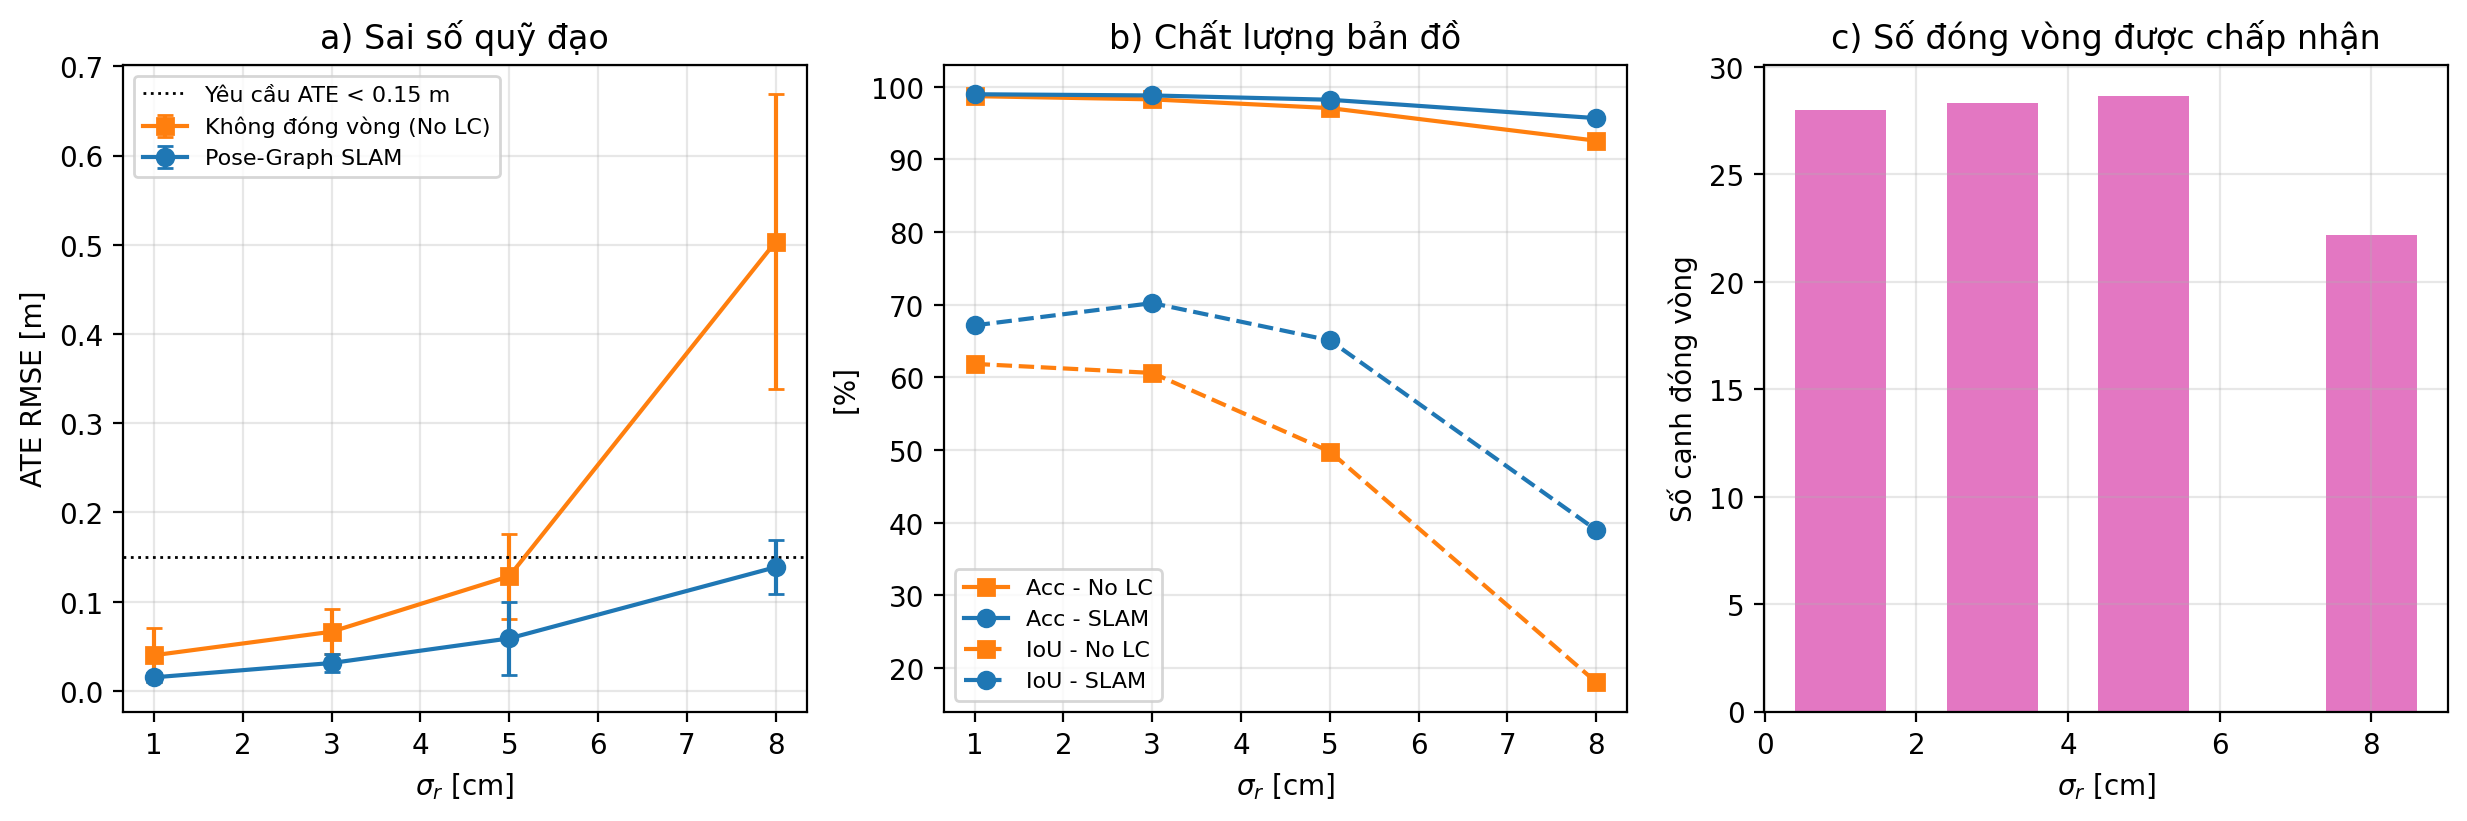 a) Sai số quỹ đạo
0.7
0.6
0.5
0.4
0.3
0.2
0.1
0.0
ATE RMSE [m]
Yêu cầu ATE < 0.15 m
Không đóng vòng (No LC)
Pose-Graph SLAM
1 2 3 4 5 6 7 8
σr [cm]
b) Chất lượng bản đồ
100
90
80
70
60
50
40
30
20
[%]
Acc - No LC
Acc - SLAM
IoU - No LC
IoU - SLAM
1 2 3 4 5 6 7 8
σr [cm]
c) Số đóng vòng được chấp nhận
30
25
20
15
10
5
0
Số cạnh đóng vòng
0 2 4 6 8
σr [cm]